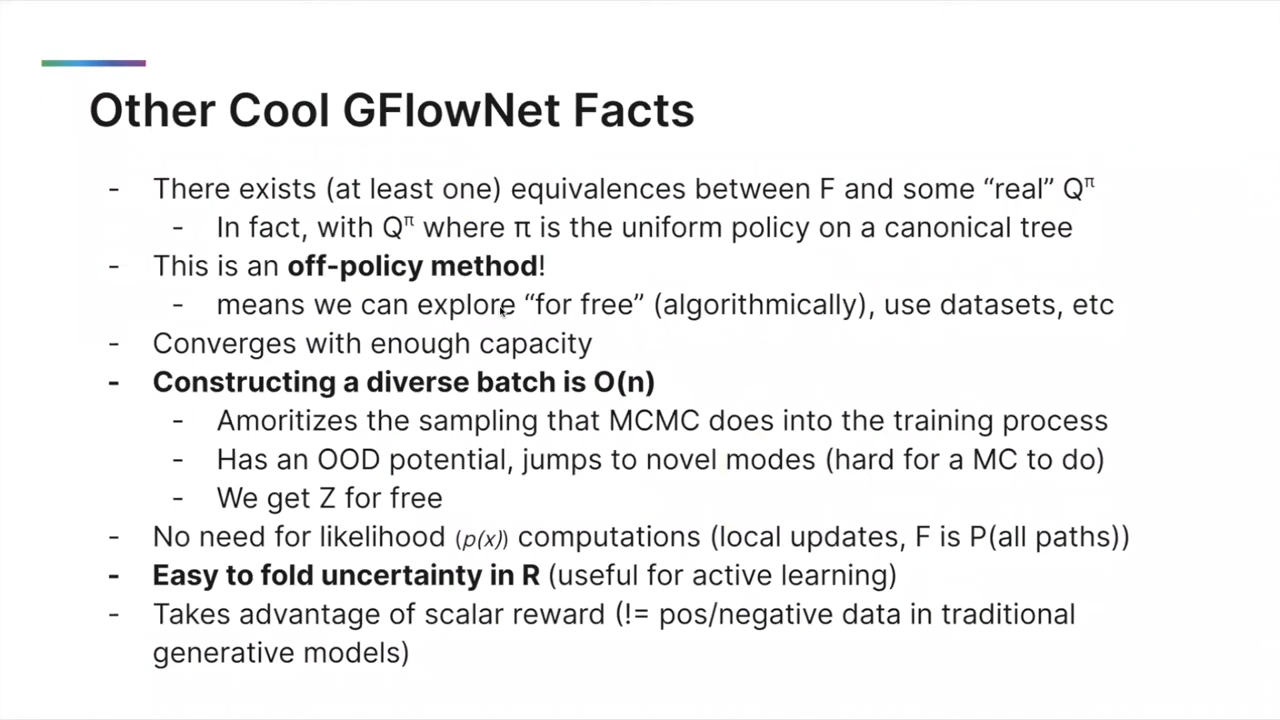 Other Cool GFlowNet Facts
- There exists (at least one) equivalences between F and some “real” Qπ
- In fact, with Qπ where π is the uniform policy on a canonical tree
- This is an off-policy method!
- means we can explore “for free” (algorithmically), use datasets, etc
- Converges with enough capacity
- Constructing a diverse batch is O(n)
- Amoritizes the sampling that MCMC does into the training process
- Has an OOD potential, jumps to novel modes (hard for a MC to do)
- We get Z for free
- No need for likelihood (p(x)) computations (local updates, F is P(all paths))
- Easy to fold uncertainty in R (useful for active learning)
- Takes advantage of scalar reward (!= pos/negative data in traditional
generative models)